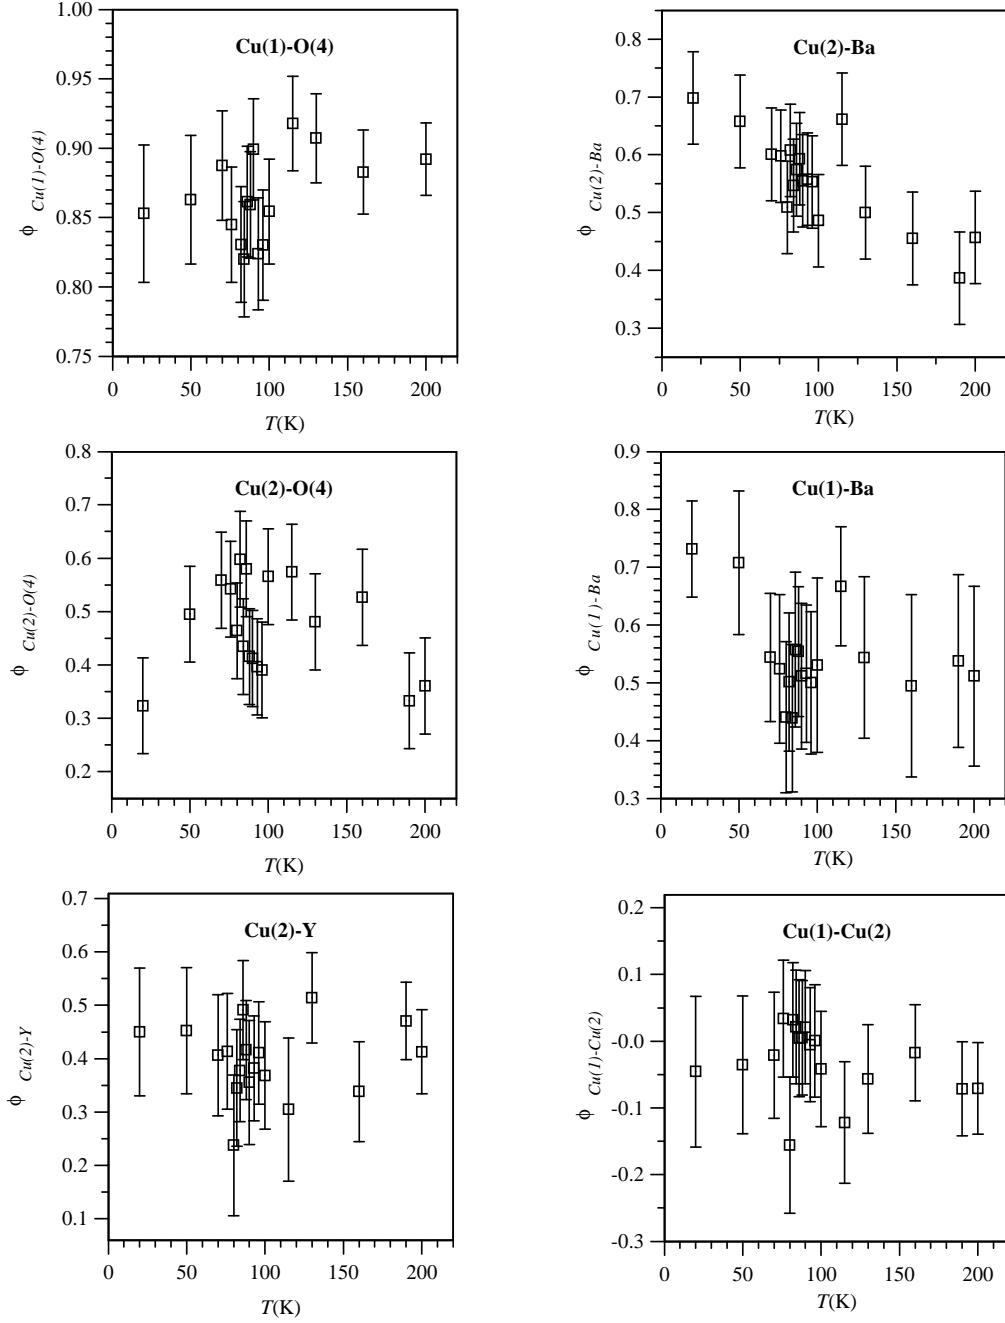 1.00
0.95
0.90
0.85
0.80
0.75
0 50 100 150 200
T(K)
ϕ Cu(1)-O(4)
Cu(1)-O(4)
0.8
0.7
0.6
0.5
0.4
0.3
0 50 100 150 200
T(K)
ϕ Cu(2)-Ba
Cu(2)-Ba
0.8
0.7
0.6
0.5
0.4
0.3
0.2
0 50 100 150 200
T(K)
ϕ Cu(2)-O(4)
Cu(2)-O(4)
0.9
0.8
0.7
0.6
0.5
0.4
0.3
0 50 100 150 200
T(K)
ϕ Cu(1)-Ba
Cu(1)-Ba
0.7
0.6
0.5
0.4
0.3
0.2
0.1
0 50 100 150 200
T(K)
ϕ Cu(2)-Y
Cu(2)-Y
0.2
0.1
-0.0
-0.1
-0.2
-0.3
0 50 100 150 200
T(K)
ϕ Cu(1)-Cu(2)
Cu(1)-Cu(2)